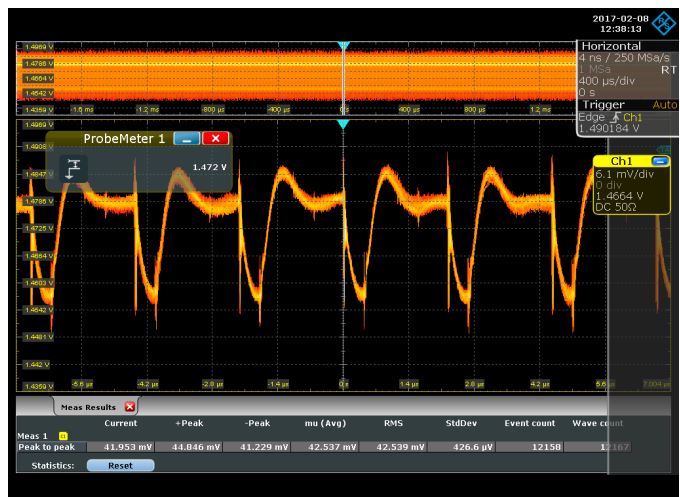 2017-02-08
12:38:13
Horizontal
4 ns / 250 MSa/s
1 MSa RT
400 µs/div
0 s
Trigger Auto
Edge Ch1
1.490184 V
1.4969 V
1.4786 V
1.4664 V
1.4542 V
1.4359 V -1.6 ms -1.2 ms -800 µs -400 µs 0 s 400 µs 800 µs 1.2 ms
1.4969 V
1.4908 V
ProbeMeter 1
1.472 V
1.4847 V
Ch1
6.1 mV/div
0 div
1.4664 V
DC 50Ω
1.4786 V
1.4725 V
1.4664 V
1.4603 V
1.4542 V
1.4481 V
1.442 V
1.4359 V -5.6 µs -4.2 µs -2.8 µs -1.4 µs 0 s 1.4 µs 2.8 µs 4.2 µs 5.6 7.004 µs
Meas Results
Current +Peak -Peak mu (Avg) RMS StdDev Event count Wave count
Meas 1
Peak to peak 41.953 mV 44.846 mV 41.229 mV 42.537 mV 42.539 mV 426.6 µV 12158 12167
Statistics: Reset